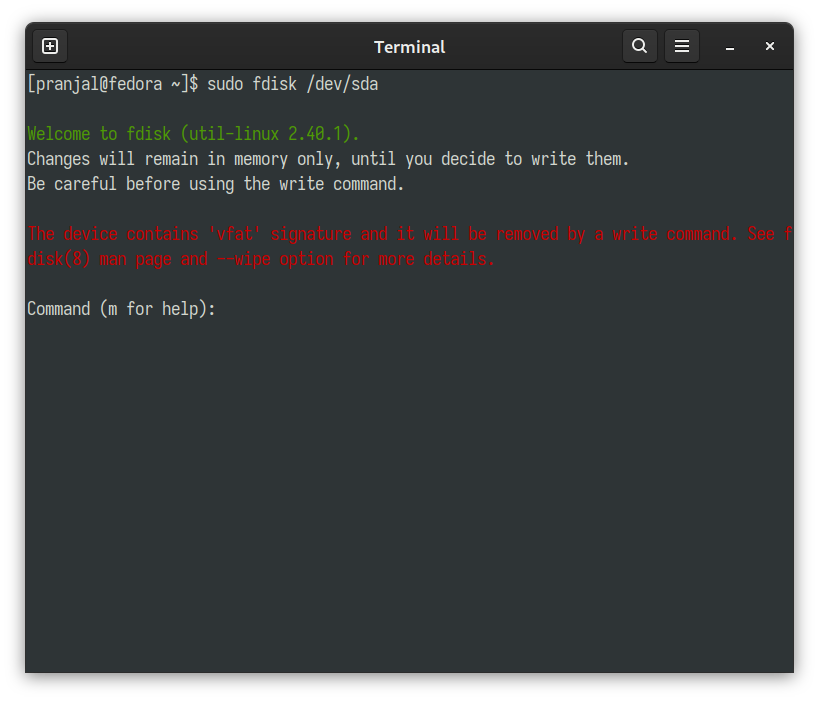 Terminal
[pranjal@fedora ~]$ sudo fdisk /dev/sda
Welcome to fdisk (util-linux 2.40.1).
Changes will remain in memory only, until you decide to write them.
Be careful before using the write command.
The device contains 'vfat' signature and it will be removed by a write command. See f
disk(8) man page and --wipe option for more details.
Command (m for help):